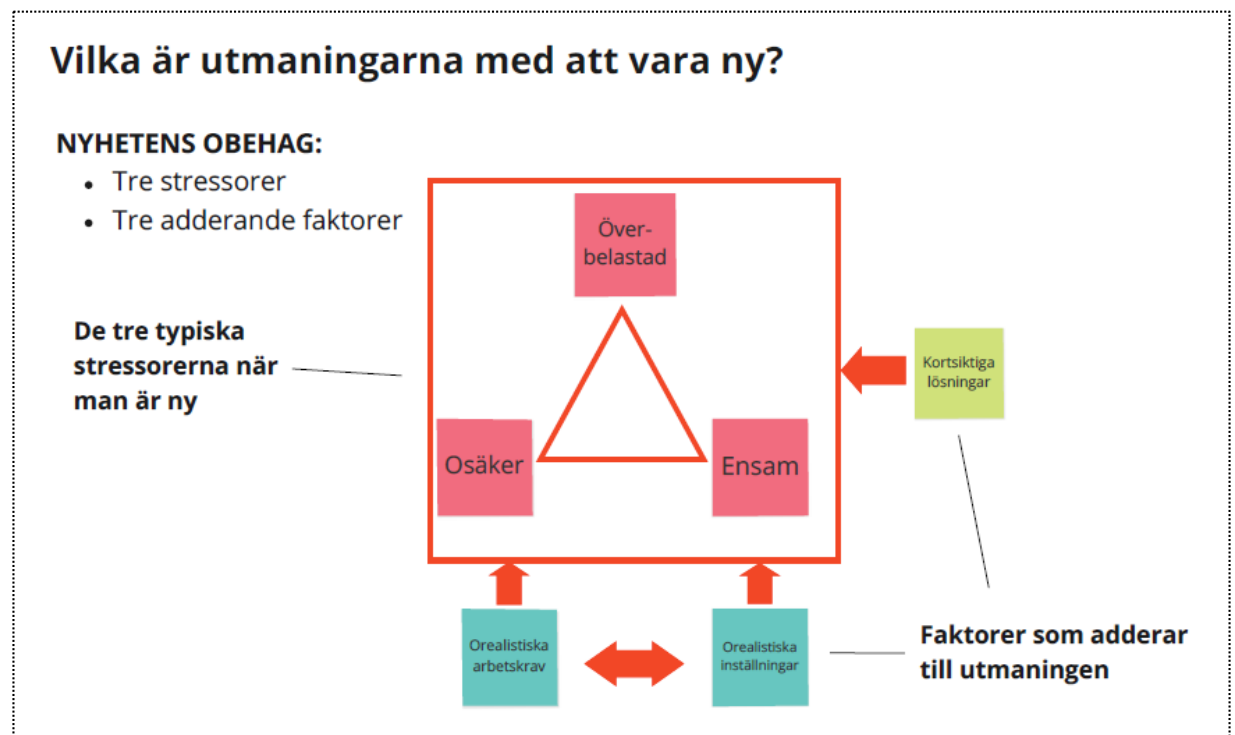 Vilka är utmaningarna med att vara ny?
NYHETENS OBEHAG:
• Tre stressorer
• Tre adderande faktorer
Över-
belastad
De tre typiska
stressorerna när
man är ny
Kortsiktiga
lösningar
Osäker
Ensam
Orealistiska
arbetskrav
Orealistiska
inställningar
Faktorer som adderar
till utmaningen